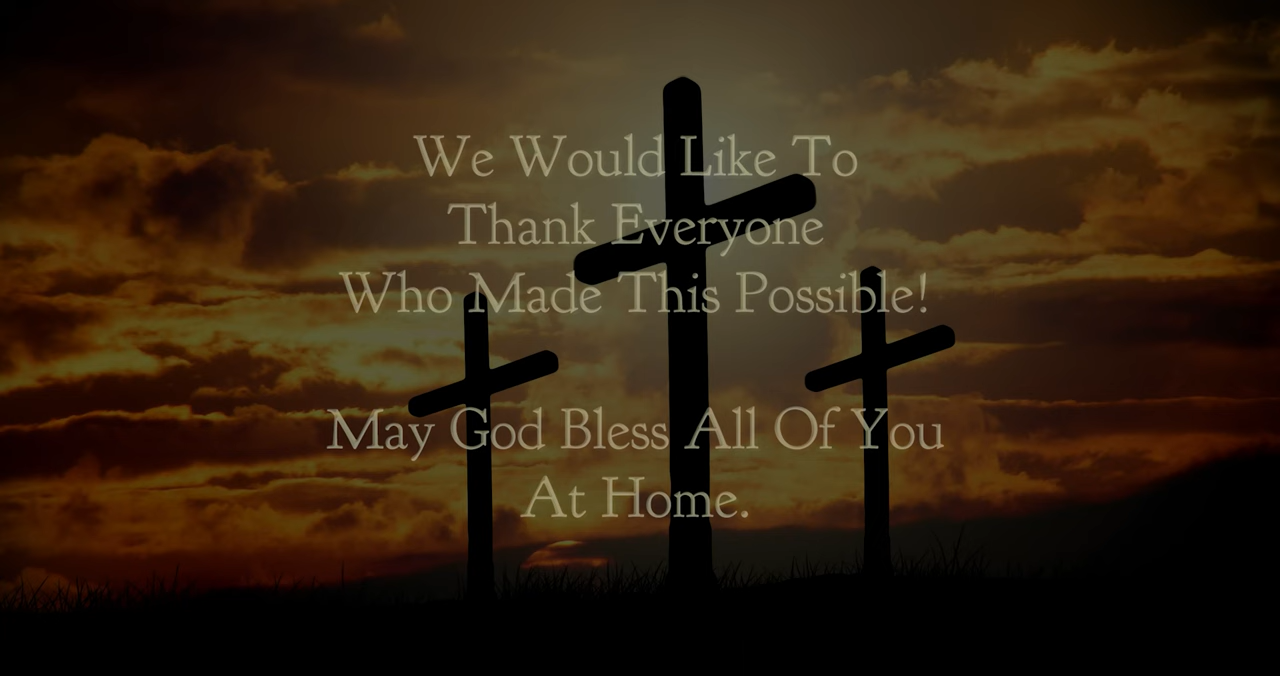 We Would Like To
Thank Everyone
Who Made This Possible!
May God Bless All Of You
At Home.